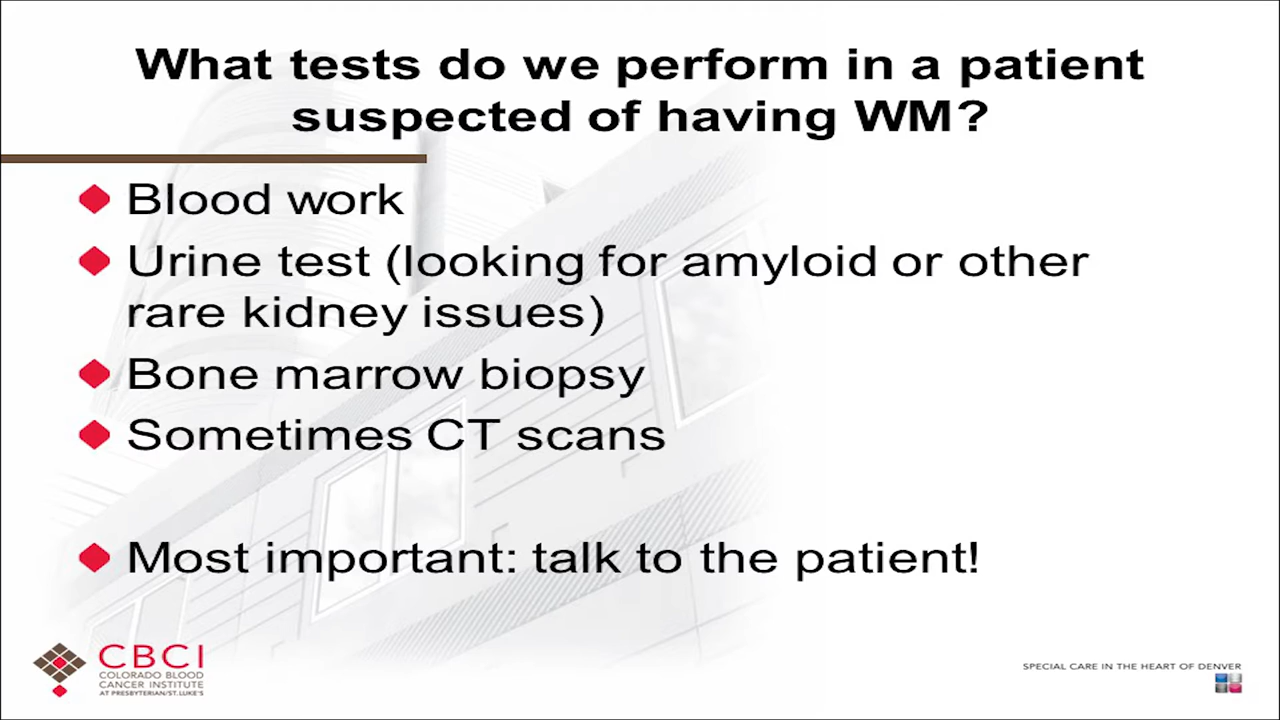 What tests do we perform in a patient
suspected of having WM?
Blood work
Urine test (looking for amyloid or other
rare kidney issues)
Bone marrow biopsy
Sometimes CT scans
Most important: talk to the patient!
CBCI
COLORADO BLOOD
CANCER INSTITUTE
AT PRESBYTERIAN/ST. LUKE'S
SPECIAL CARE IN THE HEART OF DENVER